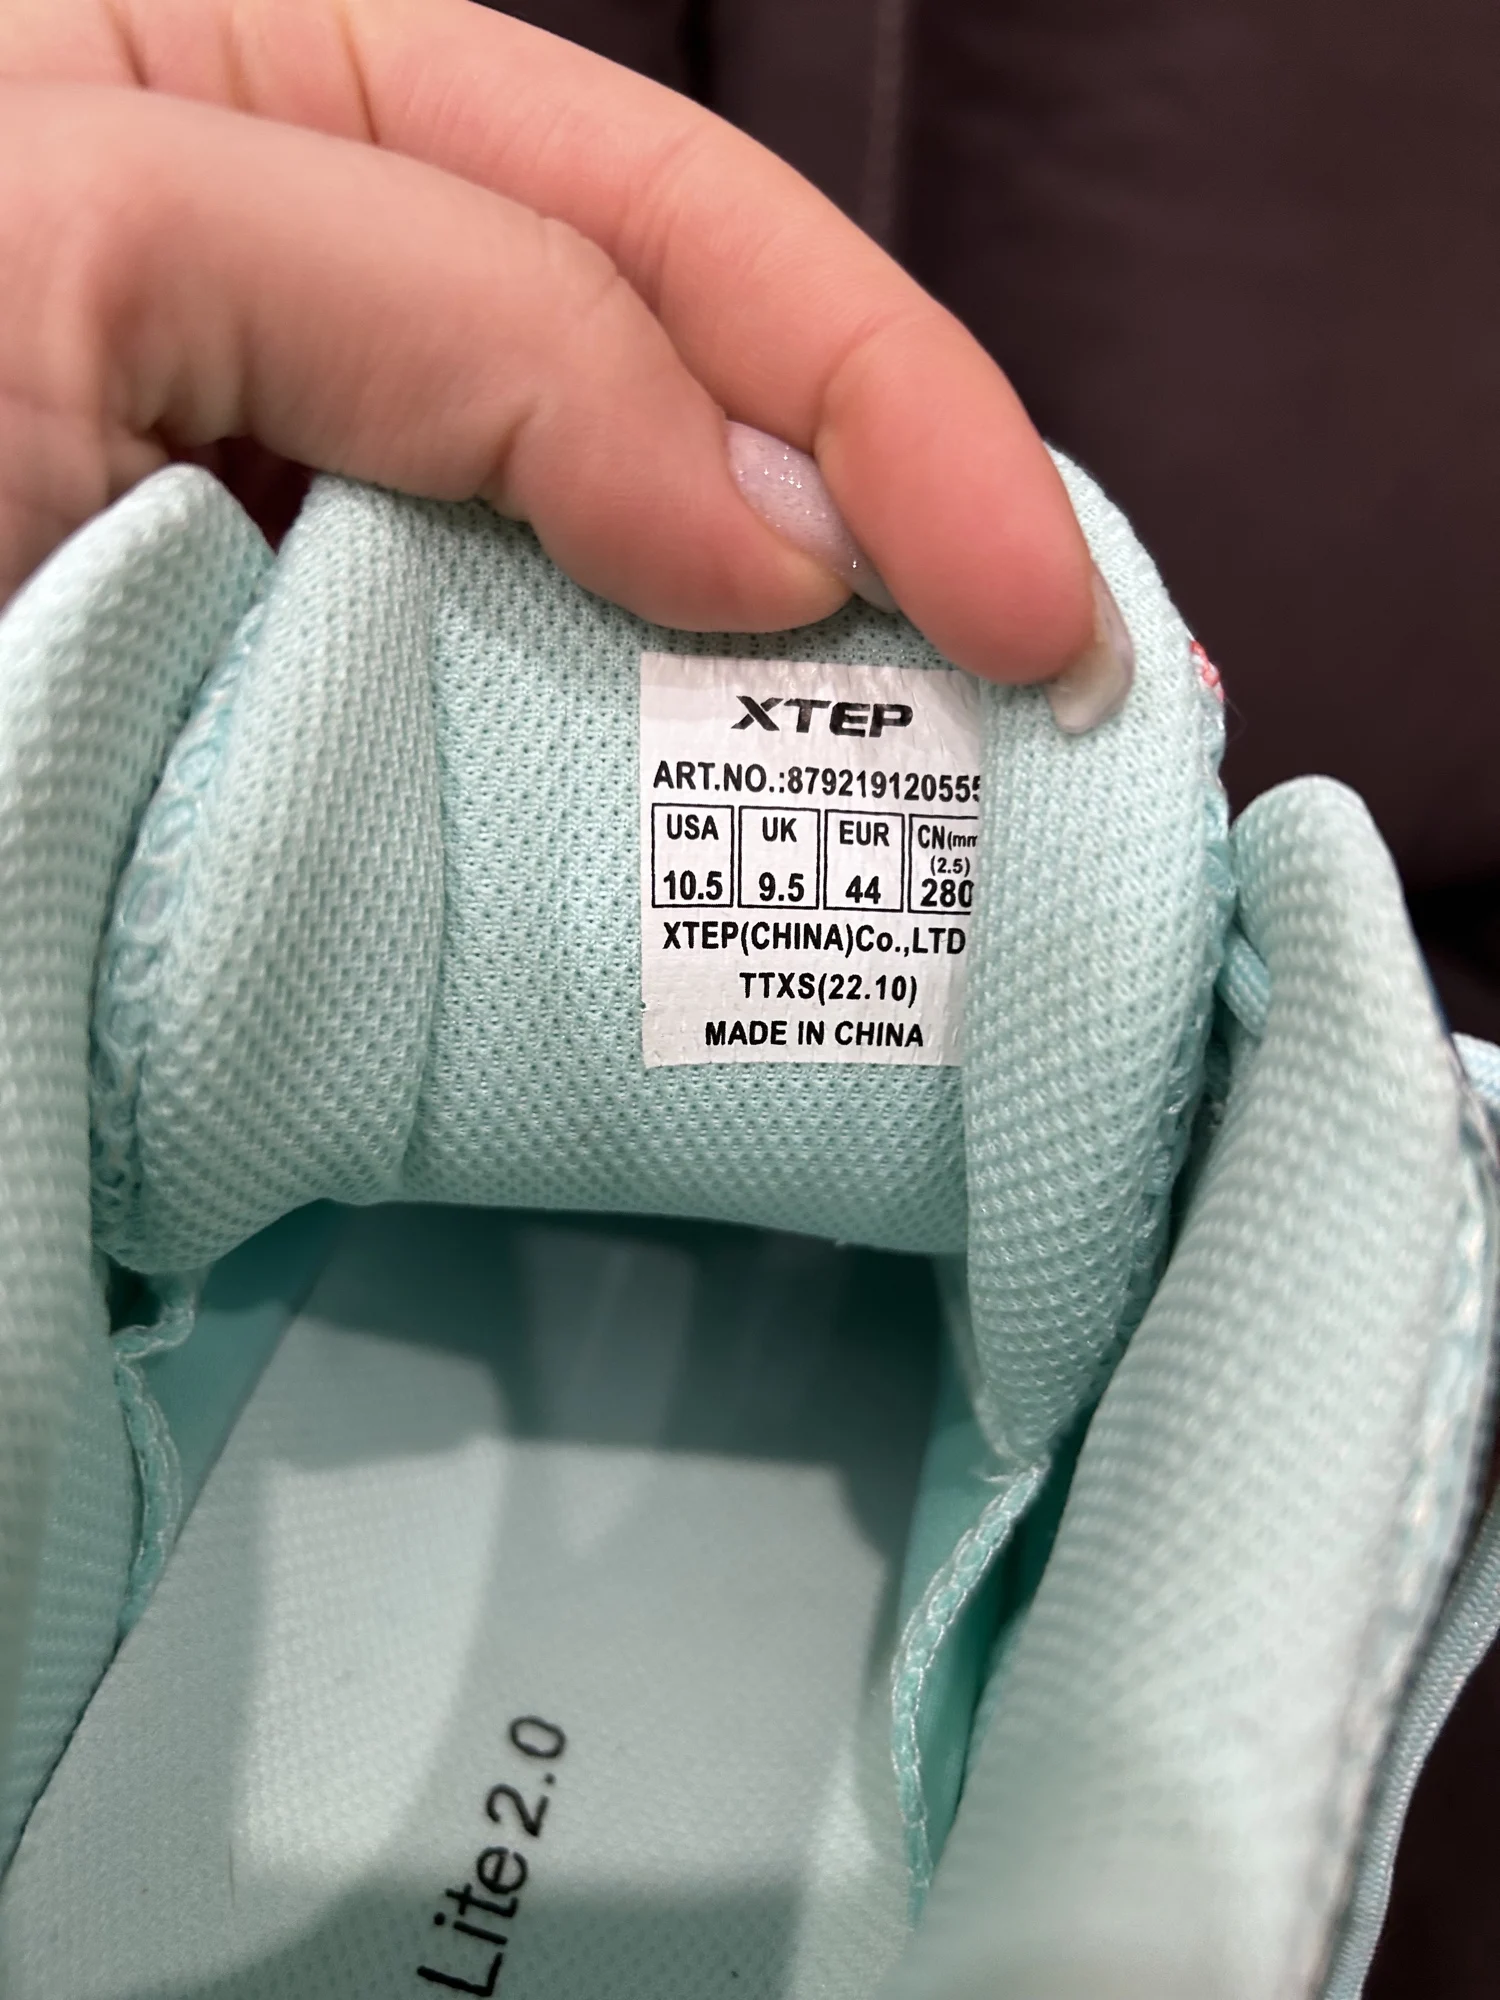 XTEP
ART.NO.:879219120555
USA UK EUR CN(mm
(2.5)
10.5 9.5 44 280
XTEP(CHINA)Co.,LTD
TTXS(22.10)
MADE IN CHINA
Lite 2.0